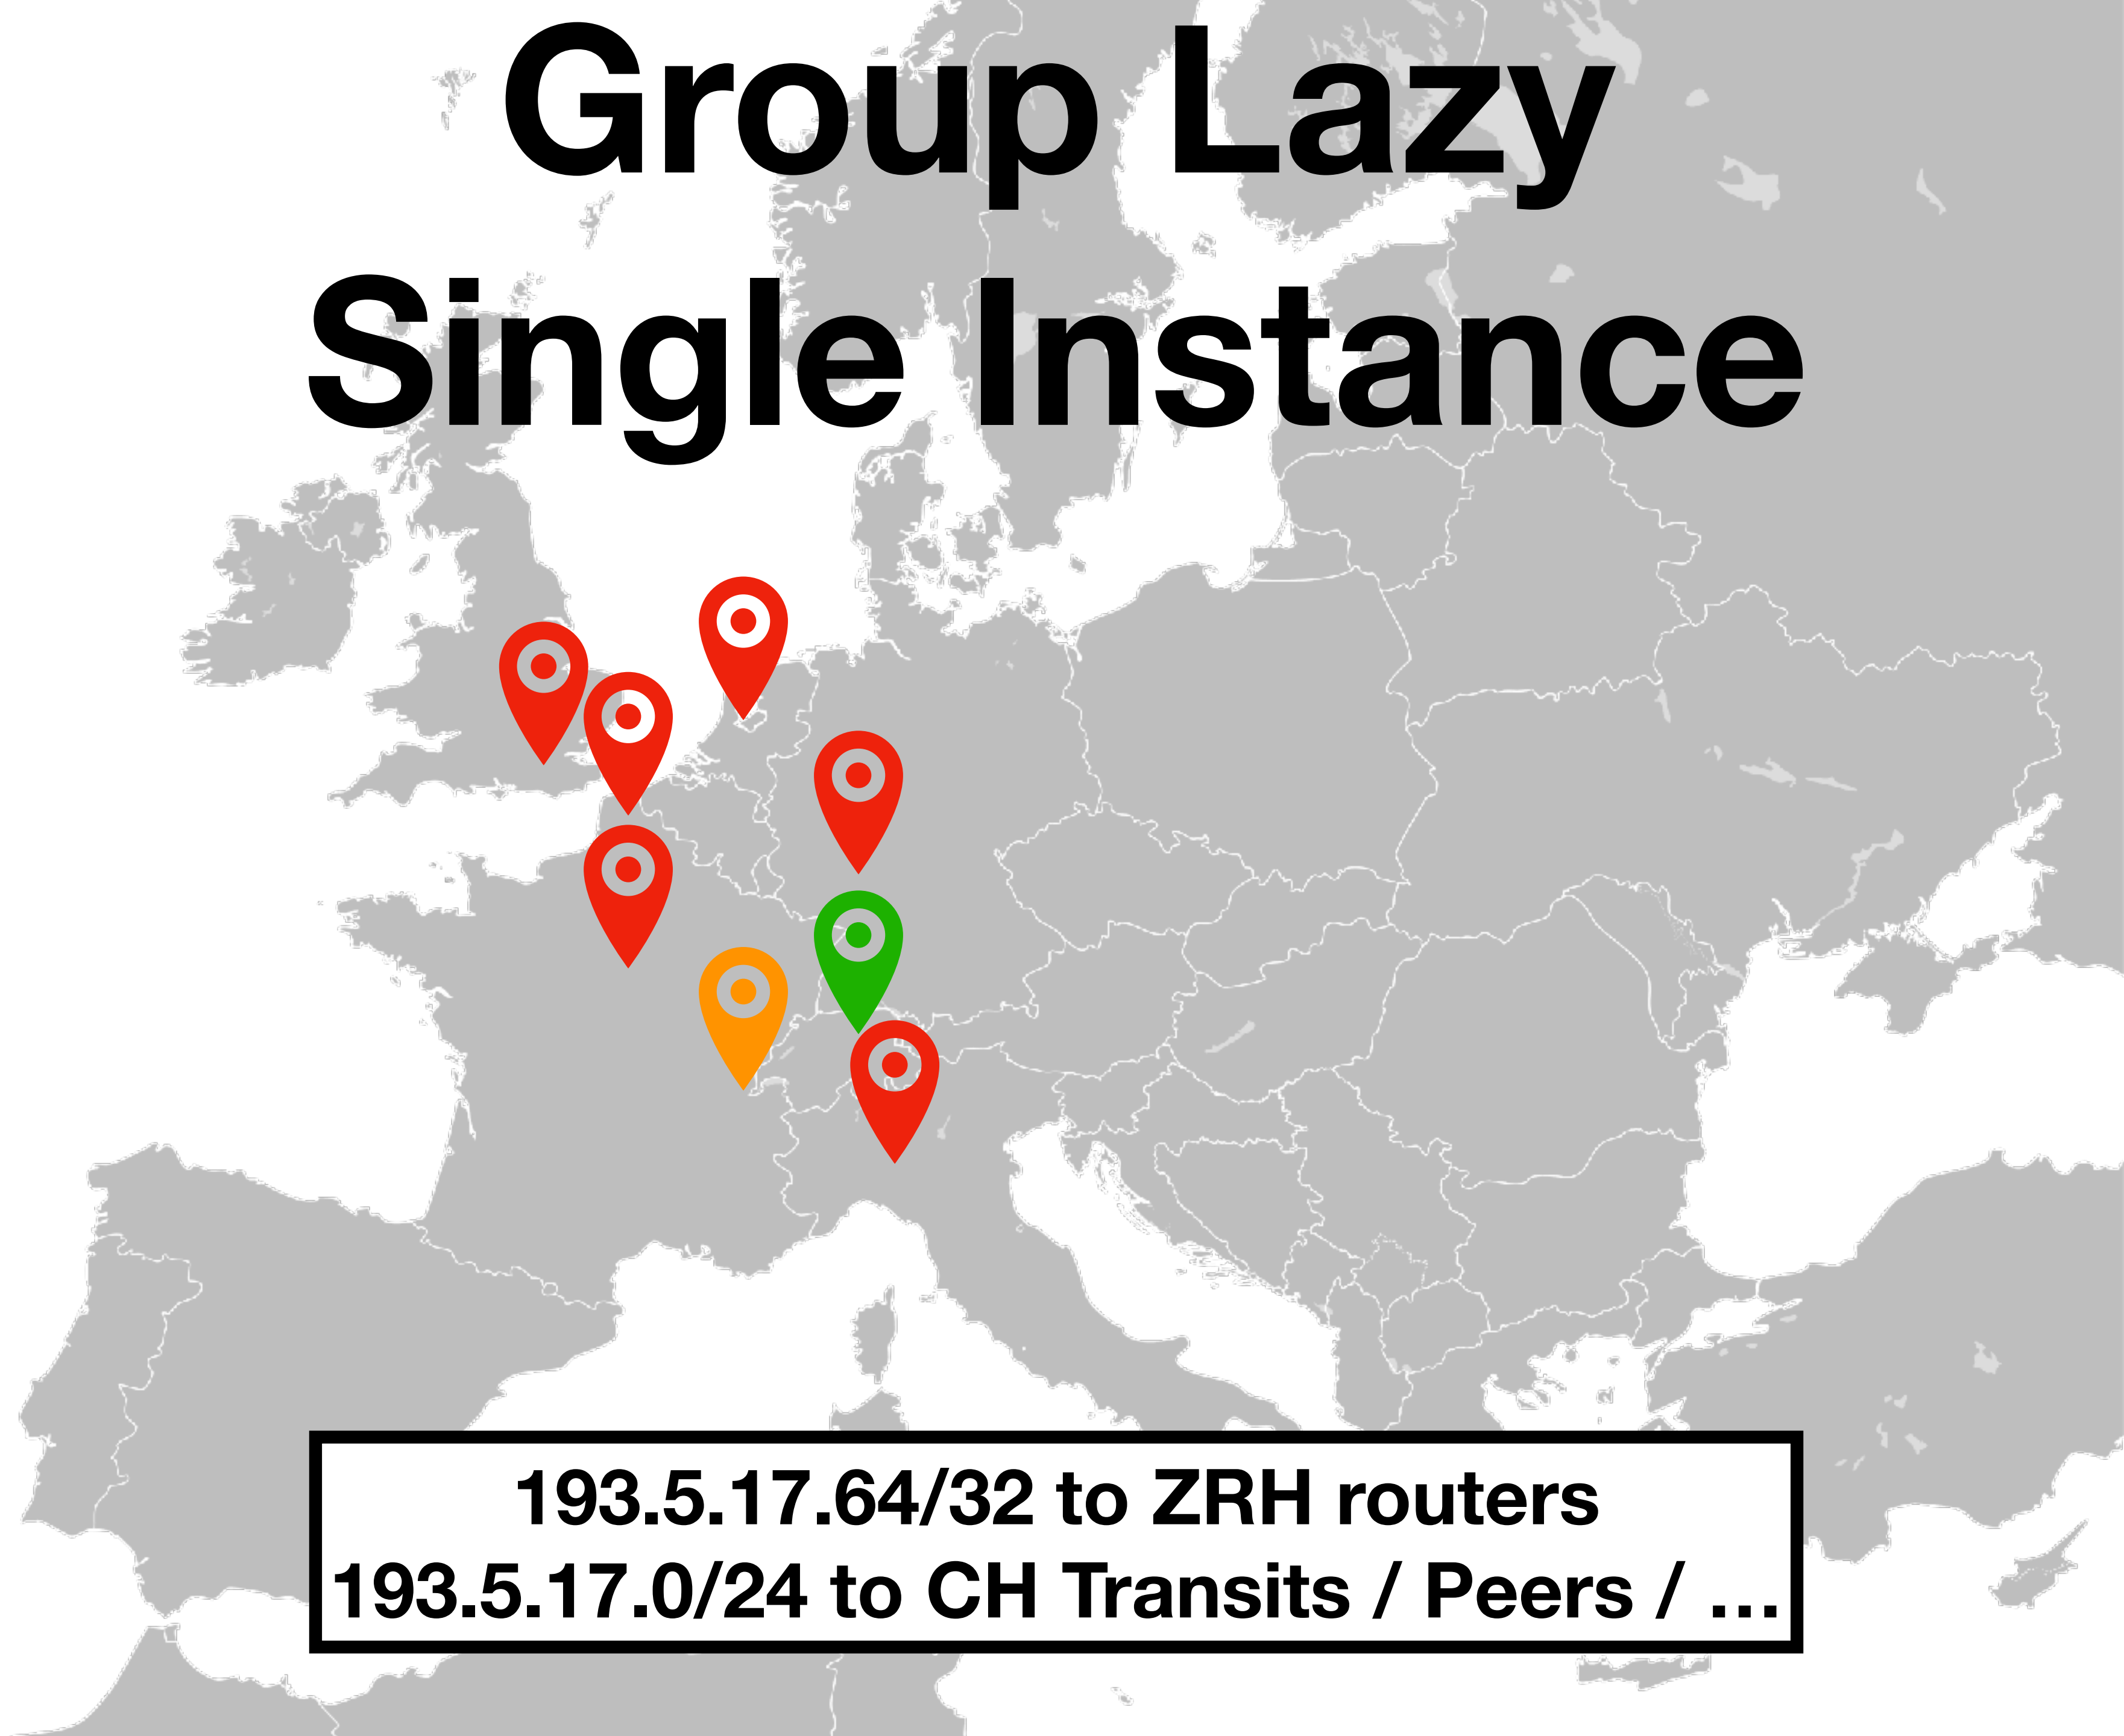 Group Lazy
Single Instance
193.5.17.64/32 to ZRH routers
193.5.17.0/24 to CH Transits / Peers / ...